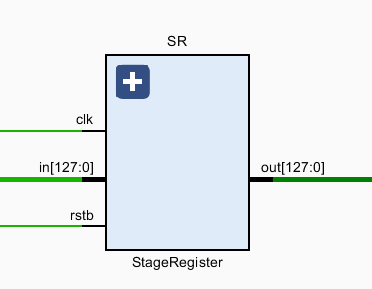 SR
clk
in[127:0]
out[127:0]
rstb
StageRegister